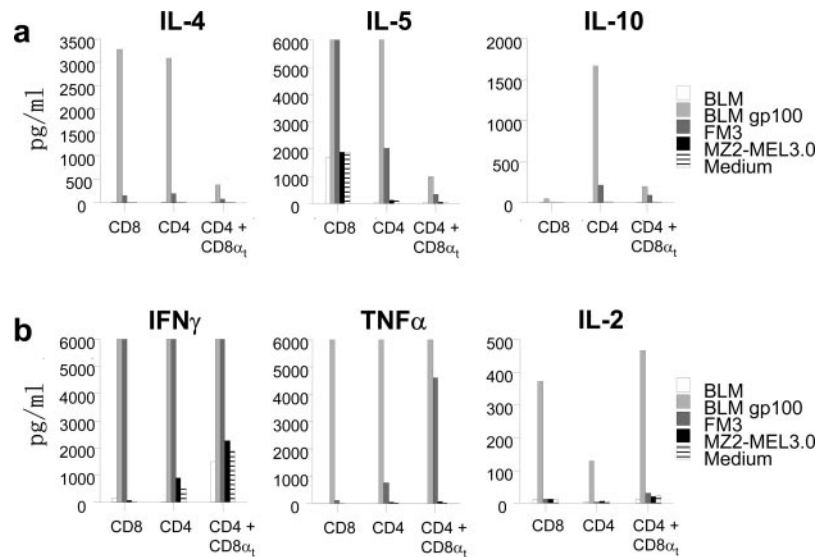 a
IL-4
IL-5
IL-10
pg/ml
3500
3000
2500
2000
1500
1000
500
0
CD8
CD4
CD4 +
CD8αt
6000
5000
4000
3000
2000
1000
0
CD8
CD4
CD4 +
CD8αt
2000
1500
1000
500
0
CD8
CD4
CD4 +
CD8αt
BLM
BLM gp100
FM3
MZ2-MEL3.0
Medium
b
IFNγ
TNFα
IL-2
pg/ml
6000
5000
4000
3000
2000
1000
0
CD8
CD4
CD4 +
CD8αt
6000
5000
4000
3000
2000
1000
0
CD8
CD4
CD4 +
CD8αt
500
400
300
200
100
0
CD8
CD4
CD4 +
CD8αt
BLM
BLM gp100
FM3
MZ2-MEL3.0
Medium